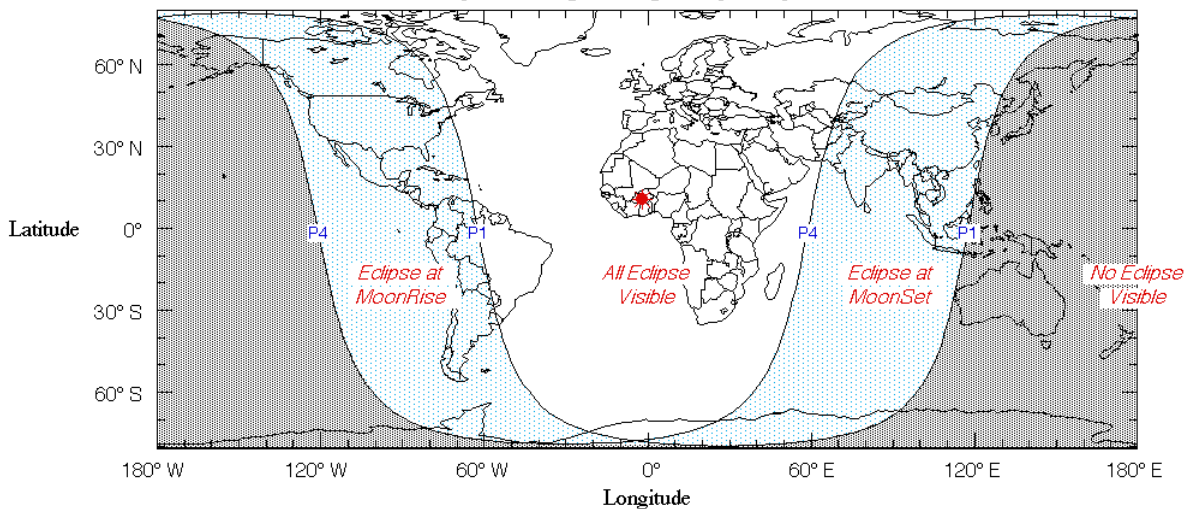 60° N
30° N
Latitude
0°
P4
P1
P4
P1
Eclipse at
MoonRise
All Eclipse
Visible
Eclipse at
MoonSet
No Eclipse
Visible
30° S
60° S
180° W
120° W
60° W
0°
60° E
120° E
180° E
Longitude